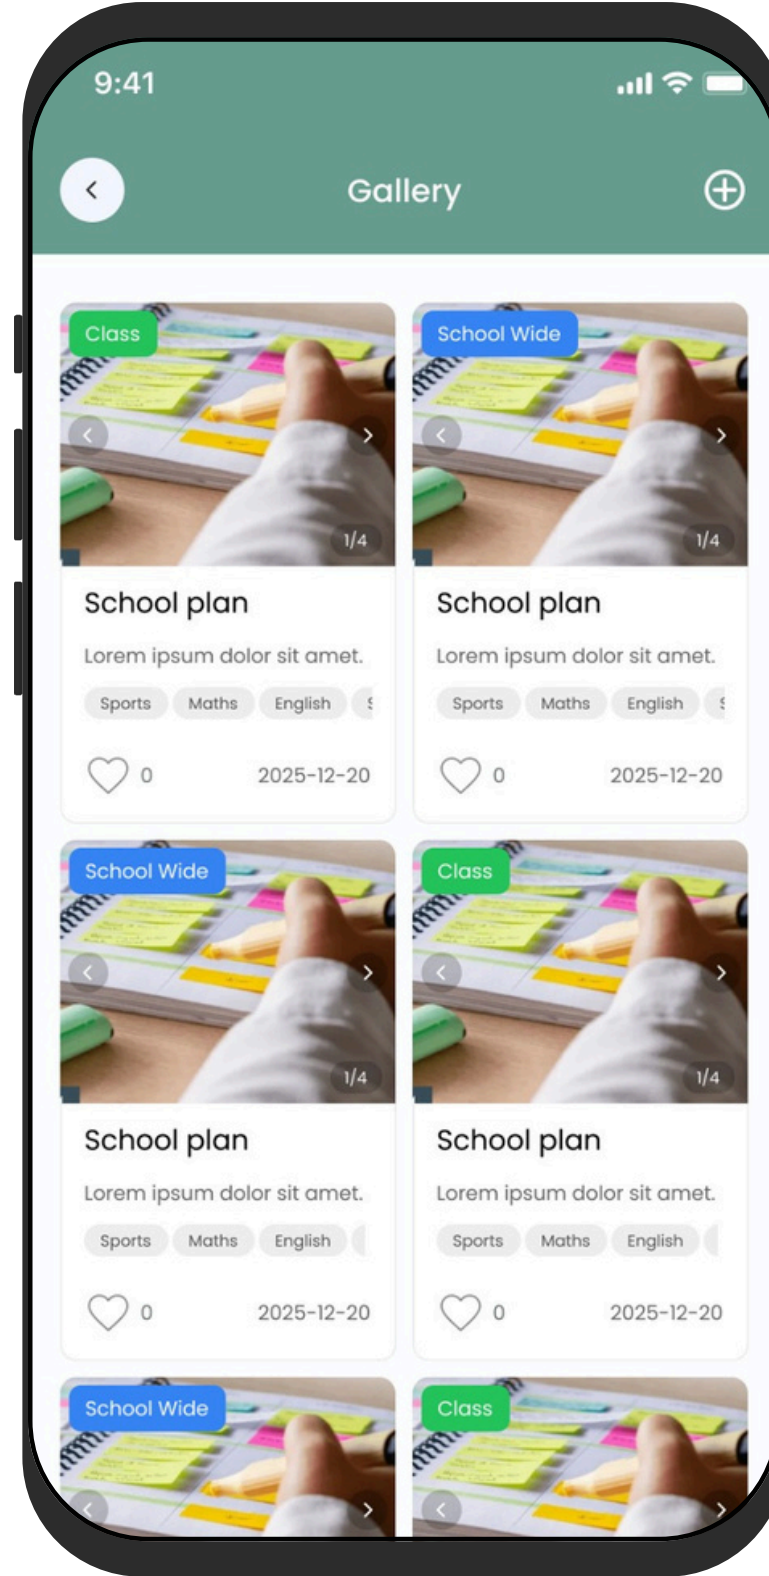 9:41
Gallery
Class
1/4
School plan
Lorem ipsum dolor sit amet.
Sports Maths English
0 2025-12-20
School Wide
1/4
School plan
Lorem ipsum dolor sit amet.
Sports Maths English
0 2025-12-20
School Wide
1/4
School plan
Lorem ipsum dolor sit amet.
Sports Maths English
0 2025-12-20
Class
1/4
School plan
Lorem ipsum dolor sit amet.
Sports Maths English
0 2025-12-20
School Wide
Class